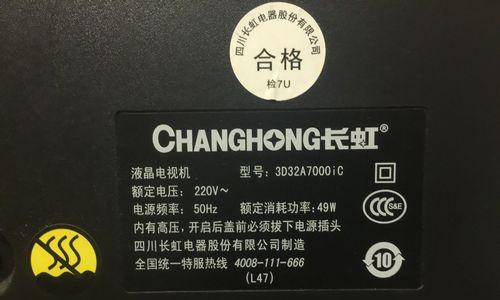 四川长虹电器股份有限公司
合格
检7U
CHANGHONG长虹®
液晶电视机 型号: 3D32A7000iC
额定电压: 220V~
电源频率: 50Hz 额定消耗功率: 49W
CCC S&E
内有高压，开启后盖前必须拔下电源插头
四川长虹电器股份有限公司制造
全国统一特服热线 4008-111-666
(L47)
10